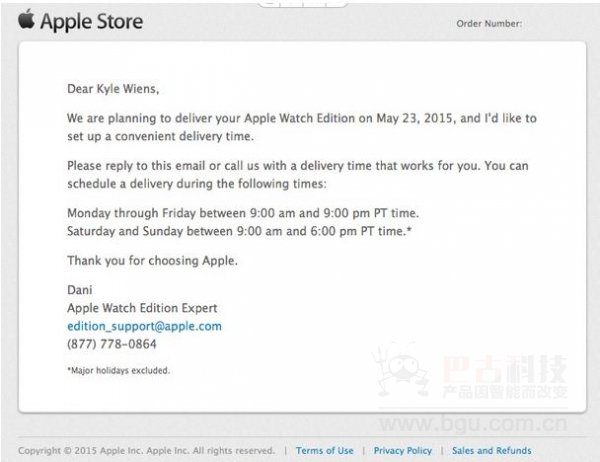 Apple Store
Order Number:
Dear Kyle Wiens,
We are planning to deliver your Apple Watch Edition on May 23, 2015, and I'd like to
set up a convenient delivery time.
Please reply to this email or call us with a delivery time that works for you. You can
schedule a delivery during the following times:
Monday through Friday between 9:00 am and 9:00 pm PT time.
Saturday and Sunday between 9:00 am and 6:00 pm PT time.*
Thank you for choosing Apple.
Dani
Apple Watch Edition Expert
edition_support@apple.com
(877) 778-0864
*Major holidays excluded.
巴古科技
产品因智能而改变
www.bgu.com.cn
Copyright © 2015 Apple Inc. Apple Inc. All rights reserved. | Terms of Use | Privacy Policy | Sales and Refunds